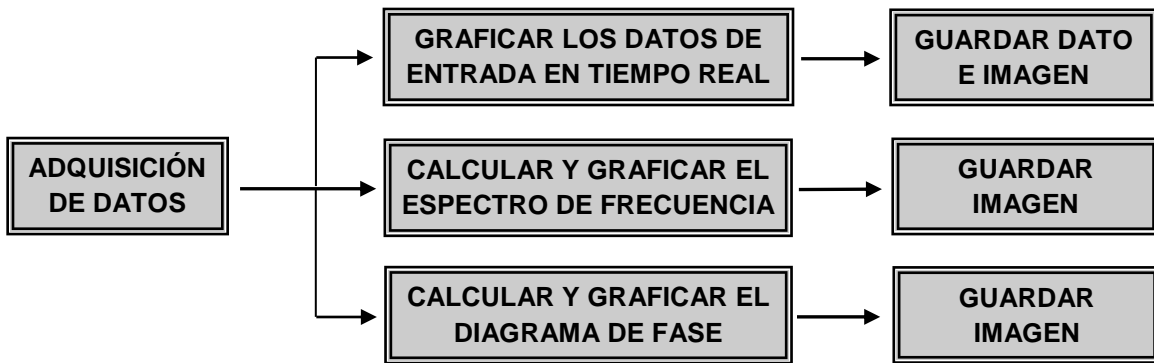 ADQUISICIÓN
DE DATOS
GRAFICAR LOS DATOS DE
ENTRADA EN TIEMPO REAL
GUARDAR DATO
E IMAGEN
CALCULAR Y GRAFICAR EL
ESPECTRO DE FRECUENCIA
GUARDAR
IMAGEN
CALCULAR Y GRAFICAR EL
DIAGRAMA DE FASE
GUARDAR
IMAGEN